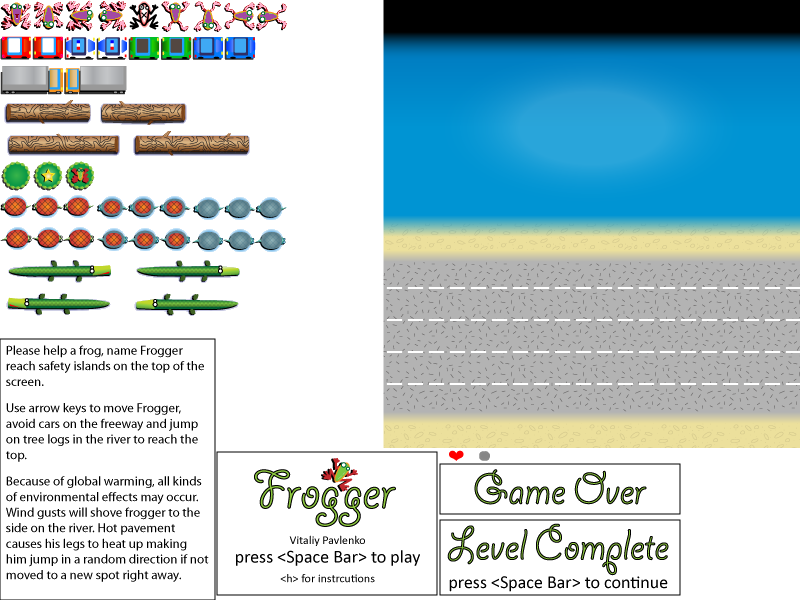 Please help a frog, name Frogger
reach safety islands on the top of the
screen.
Use arrow keys to move Frogger,
avoid cars on the freeway and jump
on tree logs in the river to reach the
top.
Because of global warming, all kinds
of environmental effects may occur.
Wind gusts will shove frogger to the
side on the river. Hot pavement
causes his legs to heat up making
him jump in a random direction if not
moved to a new spot right away.
Frogger
Vitaliy Pavlenko
press <Space Bar> to play
<h> for instrcutions
Game Over
Level Complete
press <Space Bar> to continue